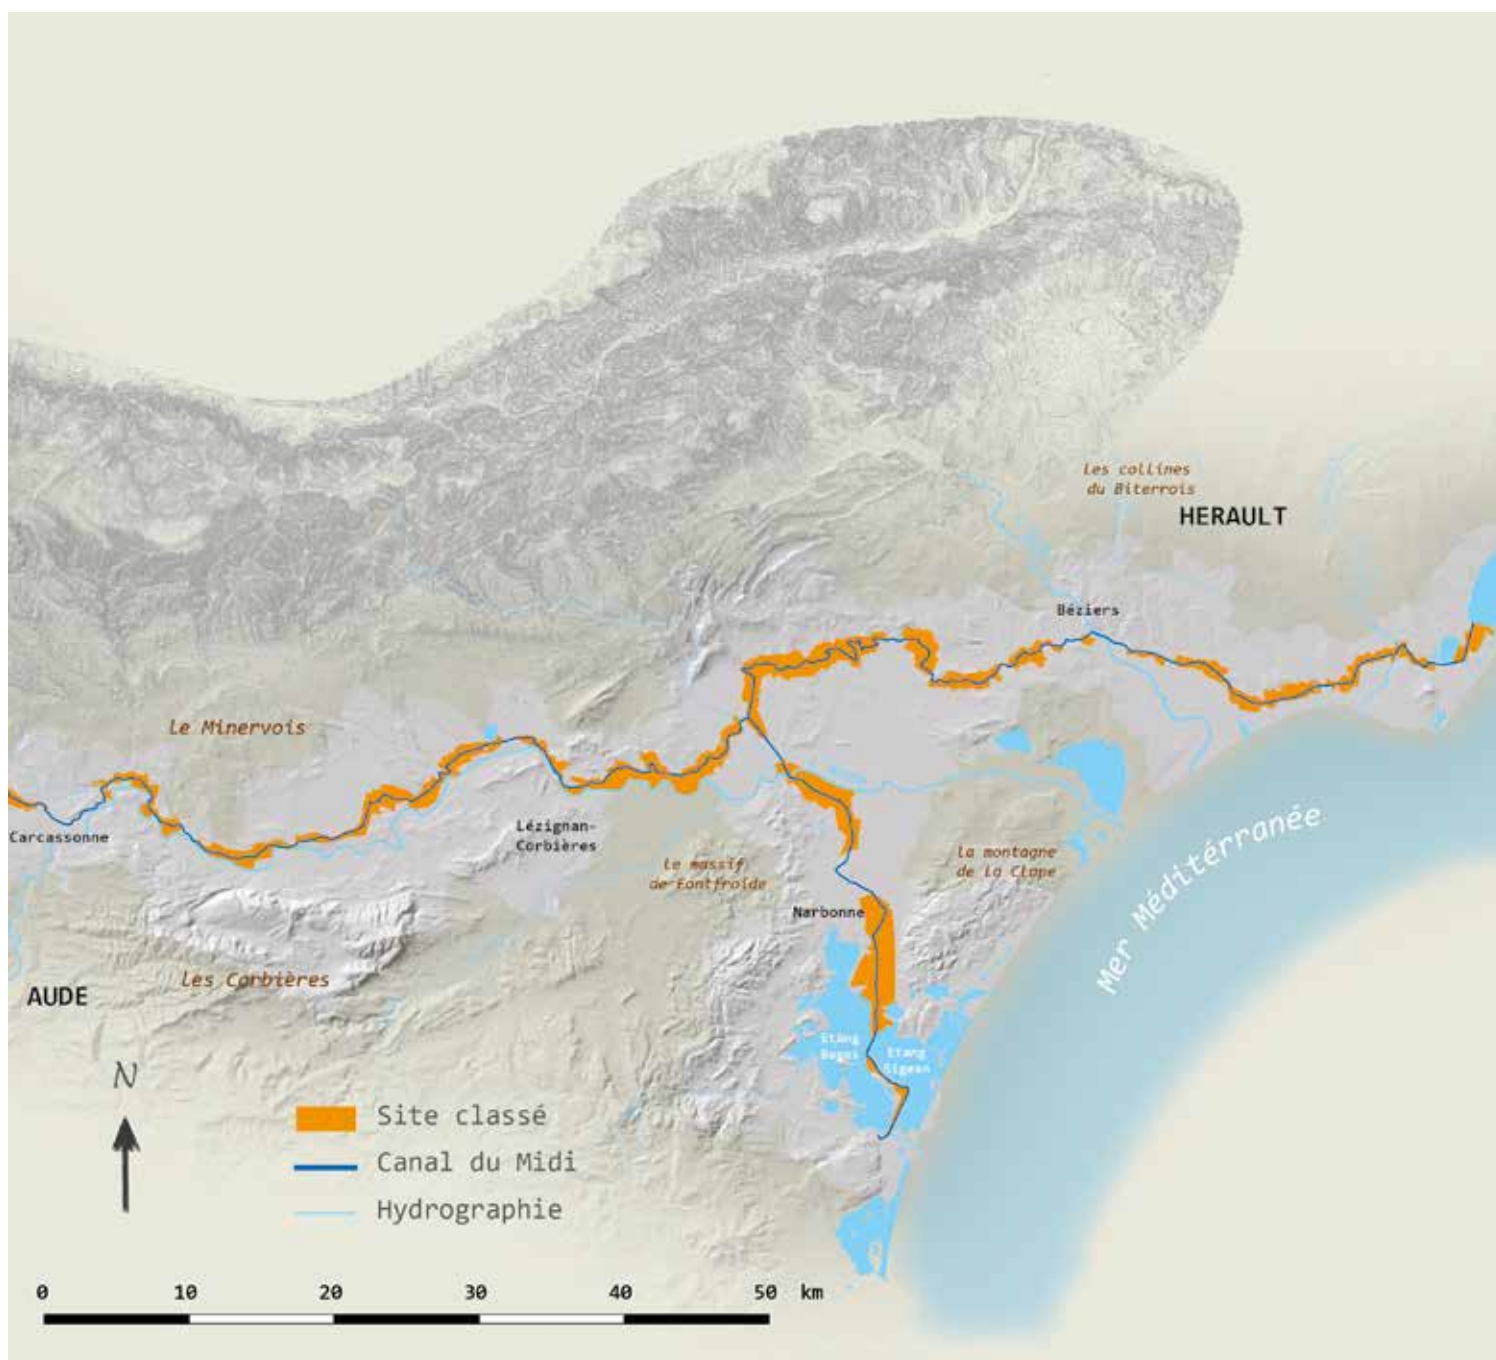 Les collines
du Biterrois
HERAULT
Béziers
Le Minervois
Carcassonne
Lézignan-
Corbières
Le massif
de Fontfroide
La montagne
de la Clape
Narbonne
Mer Méditérranée
Les Corbières
AUDE
Etang
Bages
Etang
Sigean
N
Site classé
Canal du Midi
Hydrographie
0 10 20 30 40 50 km